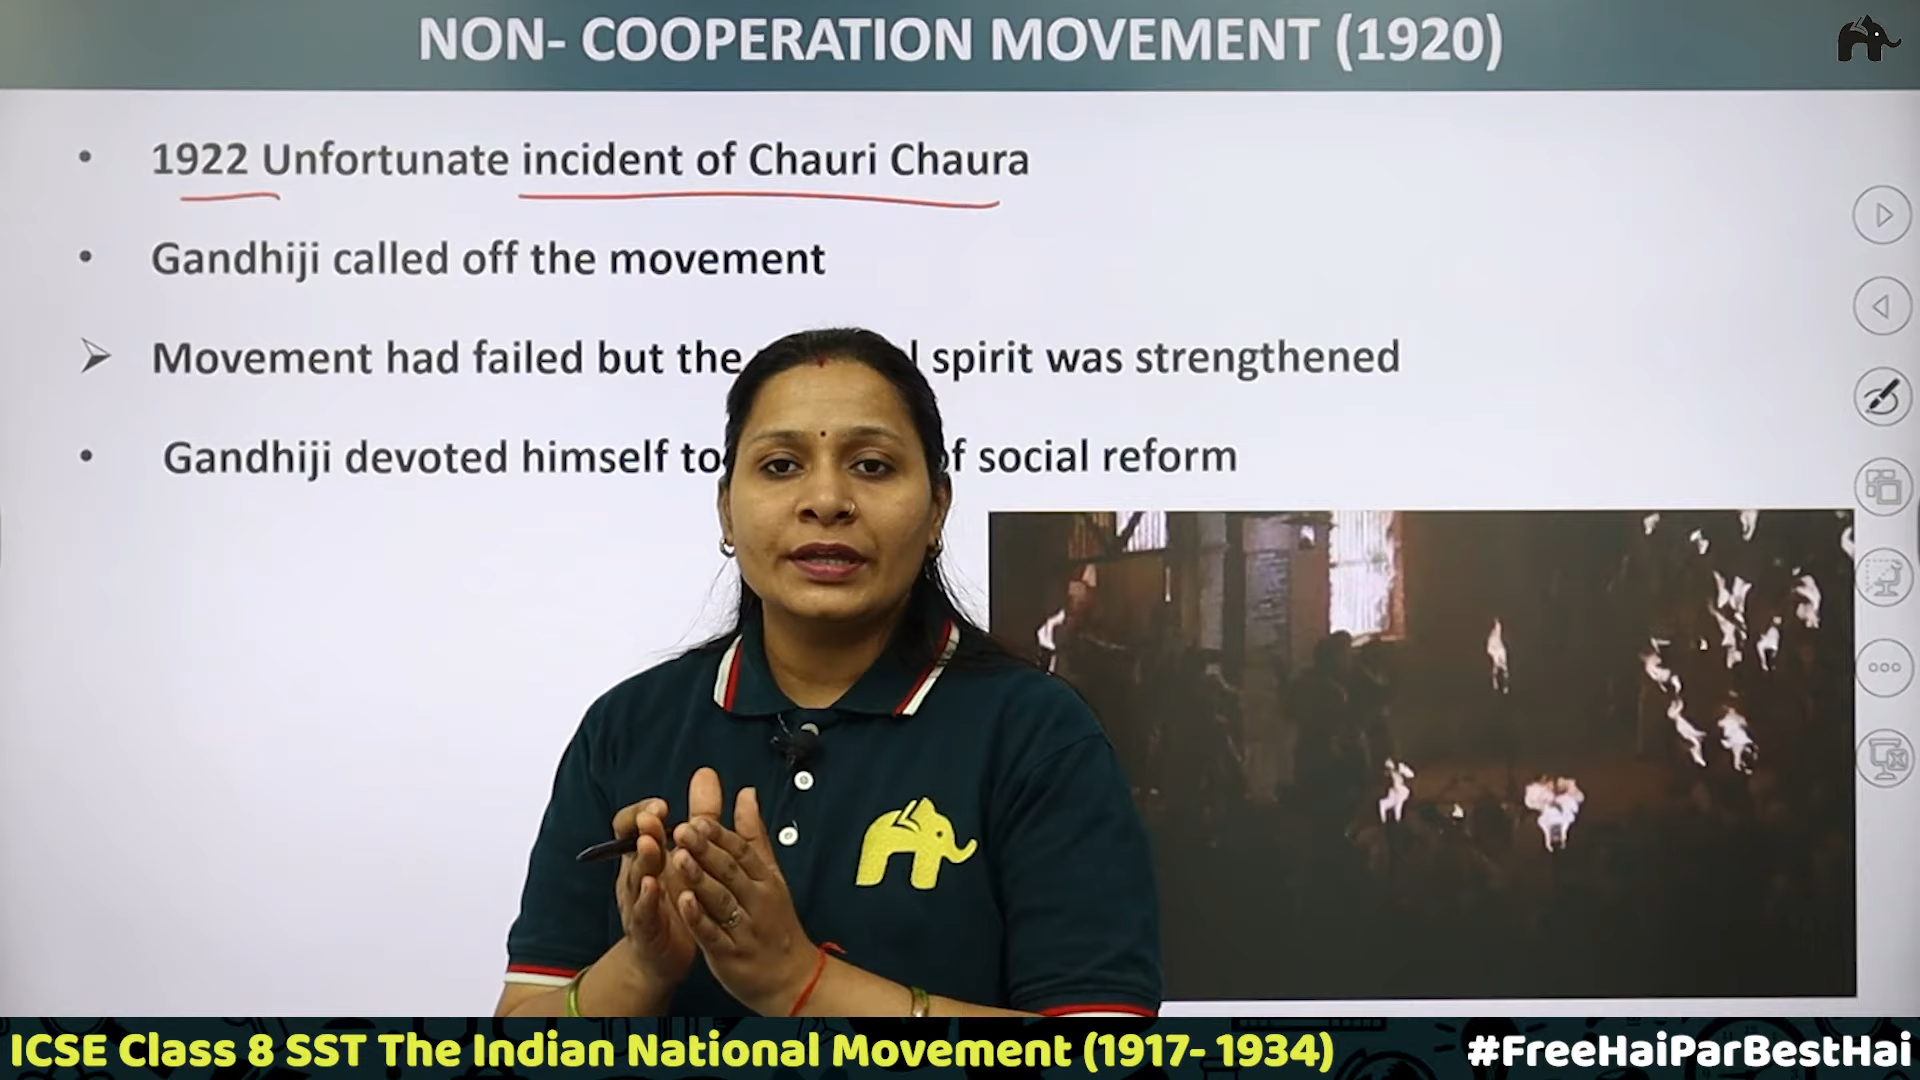 NON- COOPERATION MOVEMENT (1920)
• 1922 Unfortunate incident of Chauri Chaura
• Gandhiji called off the movement
➢ Movement had failed but the spirit was strengthened
• Gandhiji devoted himself to of social reform
ICSE Class 8 SST The Indian National Movement (1917- 1934)
#FreeHaiParBestHai